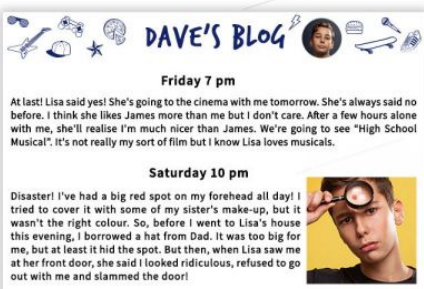 DAVE'S BLOG
Friday 7 pm
At last! Lisa said yes! She's going to the cinema with me tomorrow. She's always said no
before. I think she likes James more than me but I don't care. After a few hours alone
with me, she'll realise I'm much nicer than James. We're going to see "High School
Musical". It's not really my sort of film but I know Lisa loves musicals.
Saturday 10 pm
Disaster! I've had a big red spot on my forehead all day! I
tried to cover it with some of my sister's make-up, but it
wasn't the right colour. So, before I went to Lisa's house
this evening, I borrowed a hat from Dad. It was too big for
me, but at least it hid the spot. But then, when Lisa saw me
at her front door, she said I looked ridiculous, refused to go
out with me and slammed the door!